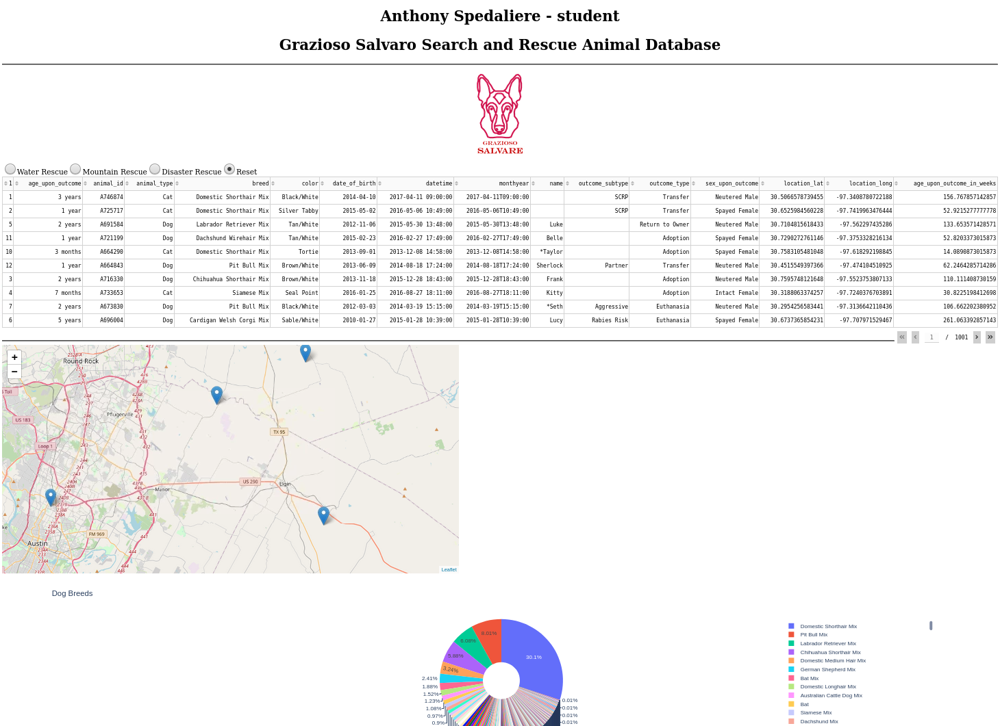 Anthony Spedaliere - student
Grazioso Salvaro Search and Rescue Animal Database
GRAZIOSO
SALVARE
Water Rescue Mountain Rescue Disaster Rescue Reset
1 age_upon_outcome animal_id animal_type breed color date_of_birth datetime monthyear name outcome_subtype outcome_type sex_upon_outcome location_lat location_long age_upon_outcome_in_weeks
1 3 years A746874 Cat Domestic Shorthair Mix Black/White 2014-04-10 2017-04-11 09:00:00 2017-04-11T09:00:00 SCRP Transfer Neutered Male 30.5066578739455 -97.3408780722188 156.767857142857
2 1 year A725717 Cat Domestic Shorthair Mix Silver Tabby 2015-05-02 2016-05-06 10:49:00 2016-05-06T10:49:00 SCRP Transfer Spayed Female 30.6525984560228 -97.7419963476444 52.9215277777778
5 2 years A691584 Dog Labrador Retriever Mix Tan/White 2012-11-06 2015-05-30 13:48:00 2015-05-30T13:48:00 Luke Return to Owner Neutered Male 30.7104815618433 -97.562297435286 133.653571428571
11 1 year A721199 Dog Dachshund Wirehair Mix Tan/White 2015-02-23 2016-02-27 17:49:00 2016-02-27T17:49:00 Belle Adoption Spayed Female 30.7290272761146 -97.3753328216134 52.8203373015873
10 3 months A664290 Cat Domestic Shorthair Mix Tortie 2013-09-01 2013-12-08 14:58:00 2013-12-08T14:58:00 *Taylor Adoption Spayed Female 30.7583105481048 -97.618292198845 14.0890873015873
12 1 year A664843 Dog Pit Bull Mix Brown/White 2013-06-09 2014-08-18 17:24:00 2014-08-18T17:24:00 Sherlock Partner Transfer Neutered Male 30.4515549397366 -97.474104510925 62.2464285714286
3 2 years A716330 Dog Chihuahua Shorthair Mix Brown/White 2013-11-18 2015-12-28 18:43:00 2015-12-28T18:43:00 Frank Adoption Neutered Male 30.7595748121648 -97.5523753807133 110.111408730159
4 7 months A733653 Cat Siamese Mix Seal Point 2016-01-25 2016-08-27 18:11:00 2016-08-27T18:11:00 Kitty Adoption Intact Female 30.3188063374257 -97.7240376703891 30.8225198412698
7 2 years A673830 Dog Pit Bull Mix Black/White 2012-03-03 2014-03-19 15:15:00 2014-03-19T15:15:00 *Seth Aggressive Euthanasia Neutered Male 30.2954256583441 -97.3136642110436 106.662202380952
6 5 years A696004 Dog Cardigan Welsh Corgi Mix Sable/White 2010-01-27 2015-01-28 10:39:00 2015-01-28T10:39:00 Lucy Rabies Risk Euthanasia Spayed Female 30.6737365854231 -97.707971529467 261.063392857143
« ‹ 1 / 1001 › »
+
−
Round Rock
Pflugerville
US 183
TX 95
Loop 1
US 290
Elgin
Manor
FM 969
Austin
Leaflet
Dog Breeds
30.1%
8.01%
6.08%
5.88%
3.24%
2.41%
1.88%
1.52%
1.23%
1.08%
0.97%
0.9%
0.01%
0.01%
0.01%
0.01%
Domestic Shorthair Mix
Pit Bull Mix
Labrador Retriever Mix
Chihuahua Shorthair Mix
Domestic Medium Hair Mix
German Shepherd Mix
Bat Mix
Domestic Longhair Mix
Australian Cattle Dog Mix
Bat
Siamese Mix
Dachshund Mix